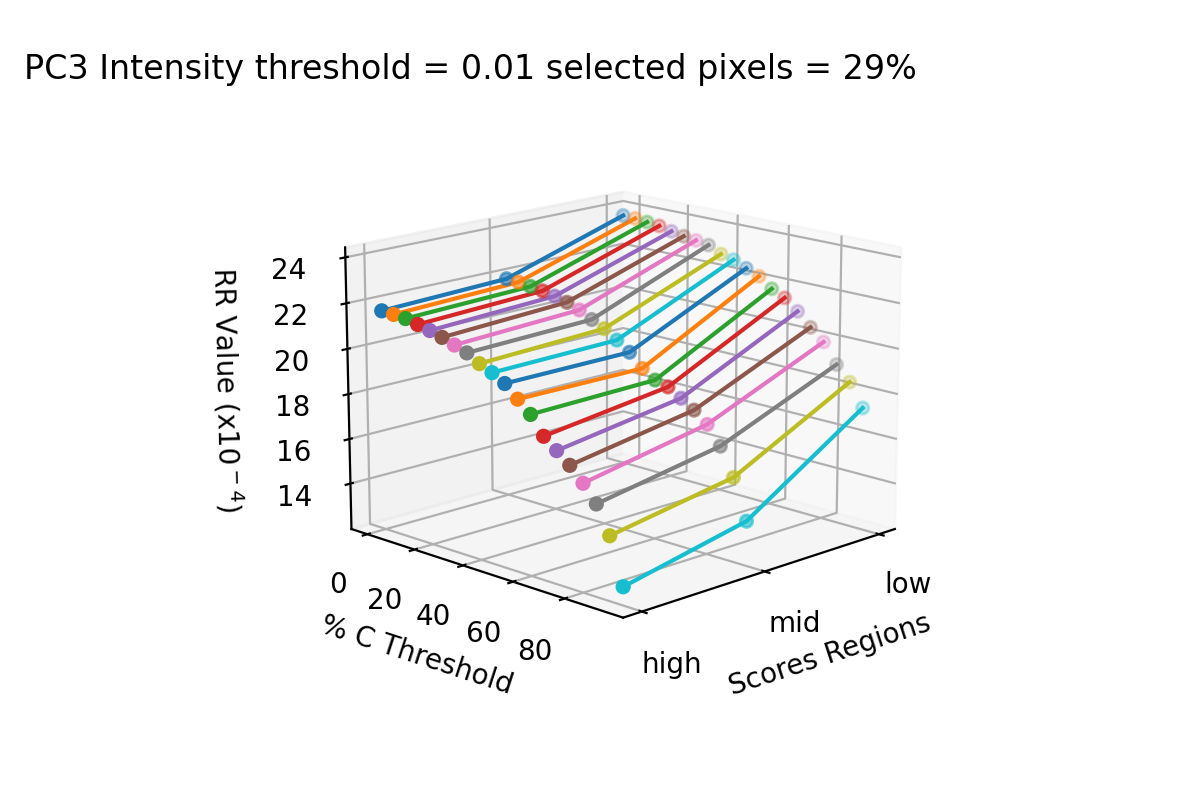 PC3 Intensity threshold = 0.01 selected pixels = 29%
RR Value (x10⁻⁴)
24
22
20
18
16
14
0
20
40
60
80
% C Threshold
high
mid
low
Scores Regions